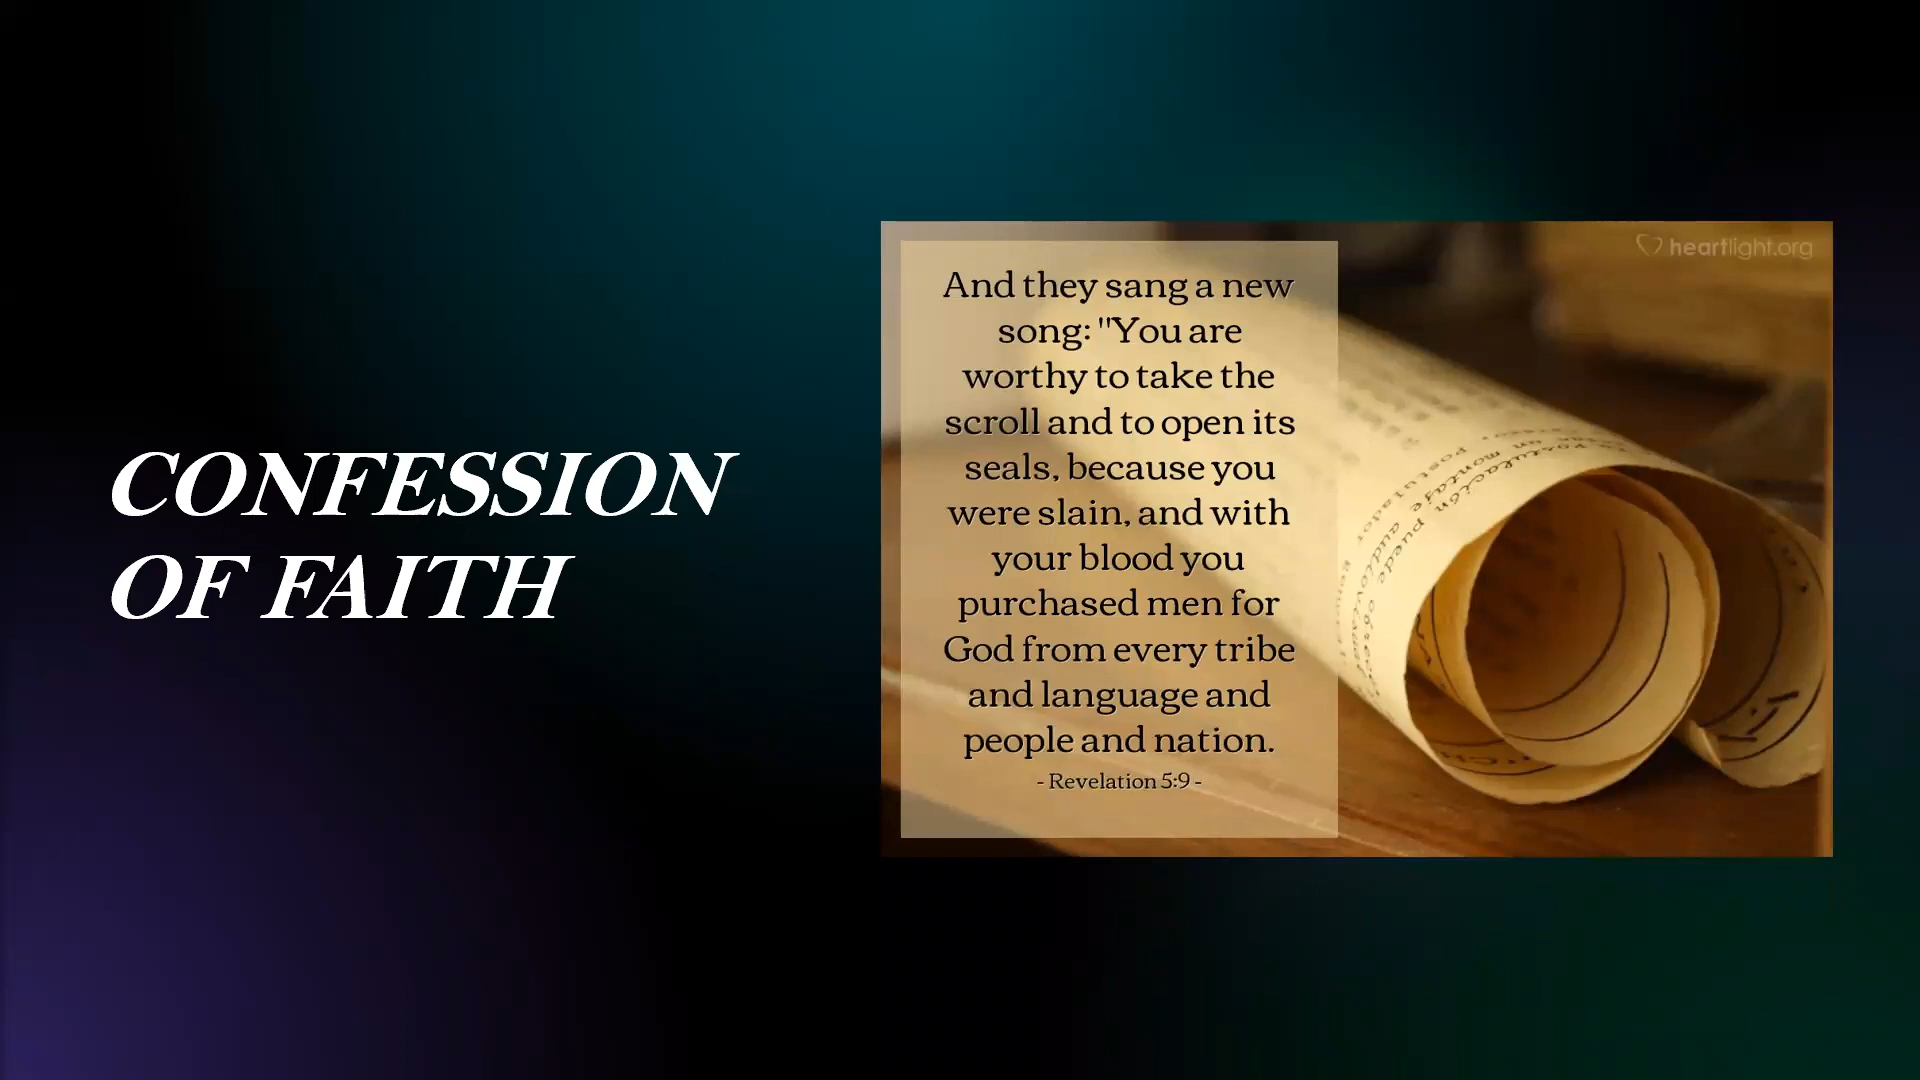 CONFESSION
OF FAITH
heartlight.org
And they sang a new
song: "You are
worthy to take the
scroll and to open its
seals, because you
were slain, and with
your blood you
purchased men for
God from every tribe
and language and
people and nation.
- Revelation 5:9 -